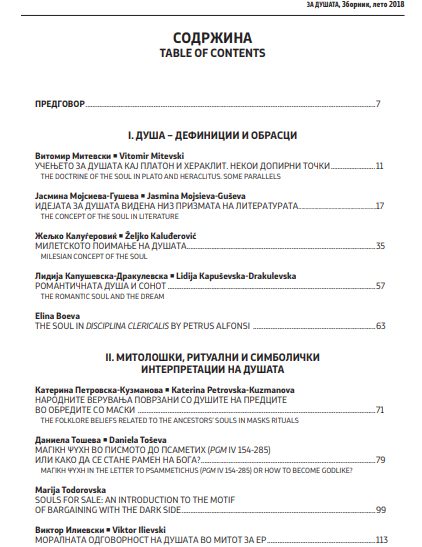 ЗА ДУШАТА, Зборник, лето 2018
СОДРЖИНА
TABLE OF CONTENTS
ПРЕДГОВОР 7
I. ДУША – ДЕФИНИЦИИ И ОБРАСЦИ
Витомир Митевски ■ Vitomir Mitevski
УЧЕЊЕТО ЗА ДУШАТА КАЈ ПЛАТОН И ХЕРАКЛИТ. НЕКОИ ДОПИРНИ ТОЧКИ 11
THE DOCTRINE OF THE SOUL IN PLATO AND HERACLITUS. SOME PARALLELS
Јасмина Мојсиева-Гушева ■ Jasmina Mojsieva-Guševa
ИДЕЈАТА ЗА ДУШАТА ВИДЕНА НИЗ ПРИЗМАТА НА ЛИТЕРАТУРАТА 17
THE CONCEPT OF THE SOUL IN LITERATURE
Жељко Калуѓеровиќ ■ Željko Kaluđerović
МИЛЕТСКОТО ПОИМАЊЕ НА ДУШАТА 35
MILESIAN CONCEPT OF THE SOUL
Лидија Капушевска-Дракулевска ■ Lidija Kapuševska-Drakulevska
РОМАНТИЧНАТА ДУША И СОНОТ 57
THE ROMANTIC SOUL AND THE DREAM
Elina Boeva
THE SOUL IN DISCIPLINA CLERICALIS BY PETRUS ALFONSI 63
II. МИТОЛОШКИ, РИТУАЛНИ И СИМБОЛИЧКИ
ИНТЕРПРЕТАЦИИ НА ДУШАТА
Катерина Петровска-Кузманова ■ Katerina Petrovska-Kuzmanova
НАРОДНИТЕ ВЕРУВАЊА ПОВРЗАНИ СО ДУШИТЕ НА ПРЕДЦИТЕ
ВО ОБРЕДИТЕ СО МАСКИ 71
THE FOLKLORE BELIEFS RELATED TO THE ANCESTORS' SOULS IN MASKS RITUALS
Даниела Тошева ■ Daniela Toševa
ΜΑΓΙΚΗ ΨΥΧΗ ВО ПИСМОТО ДО ПСАМЕТИХ (PGM IV 154-285)
ИЛИ КАКО ДА СЕ СТАНЕ РАМЕН НА БОГА? 79
ΜΑΓΙΚΗ ΨΥΧΗ IN THE LETTER TO PSAMMETICHUS (PGM IV 154-285) OR HOW TO BECOME GODLIKE?
Marija Todorovska
SOULS FOR SALE: AN INTRODUCTION TO THE MOTIF
OF BARGAINING WITH THE DARK SIDE 99
Виктор Илиевски ■ Viktor Ilievski
МОРАЛНАТА ОДГОВОРНОСТ НА ДУШАТА ВО МИТОТ ЗА ЕР 113